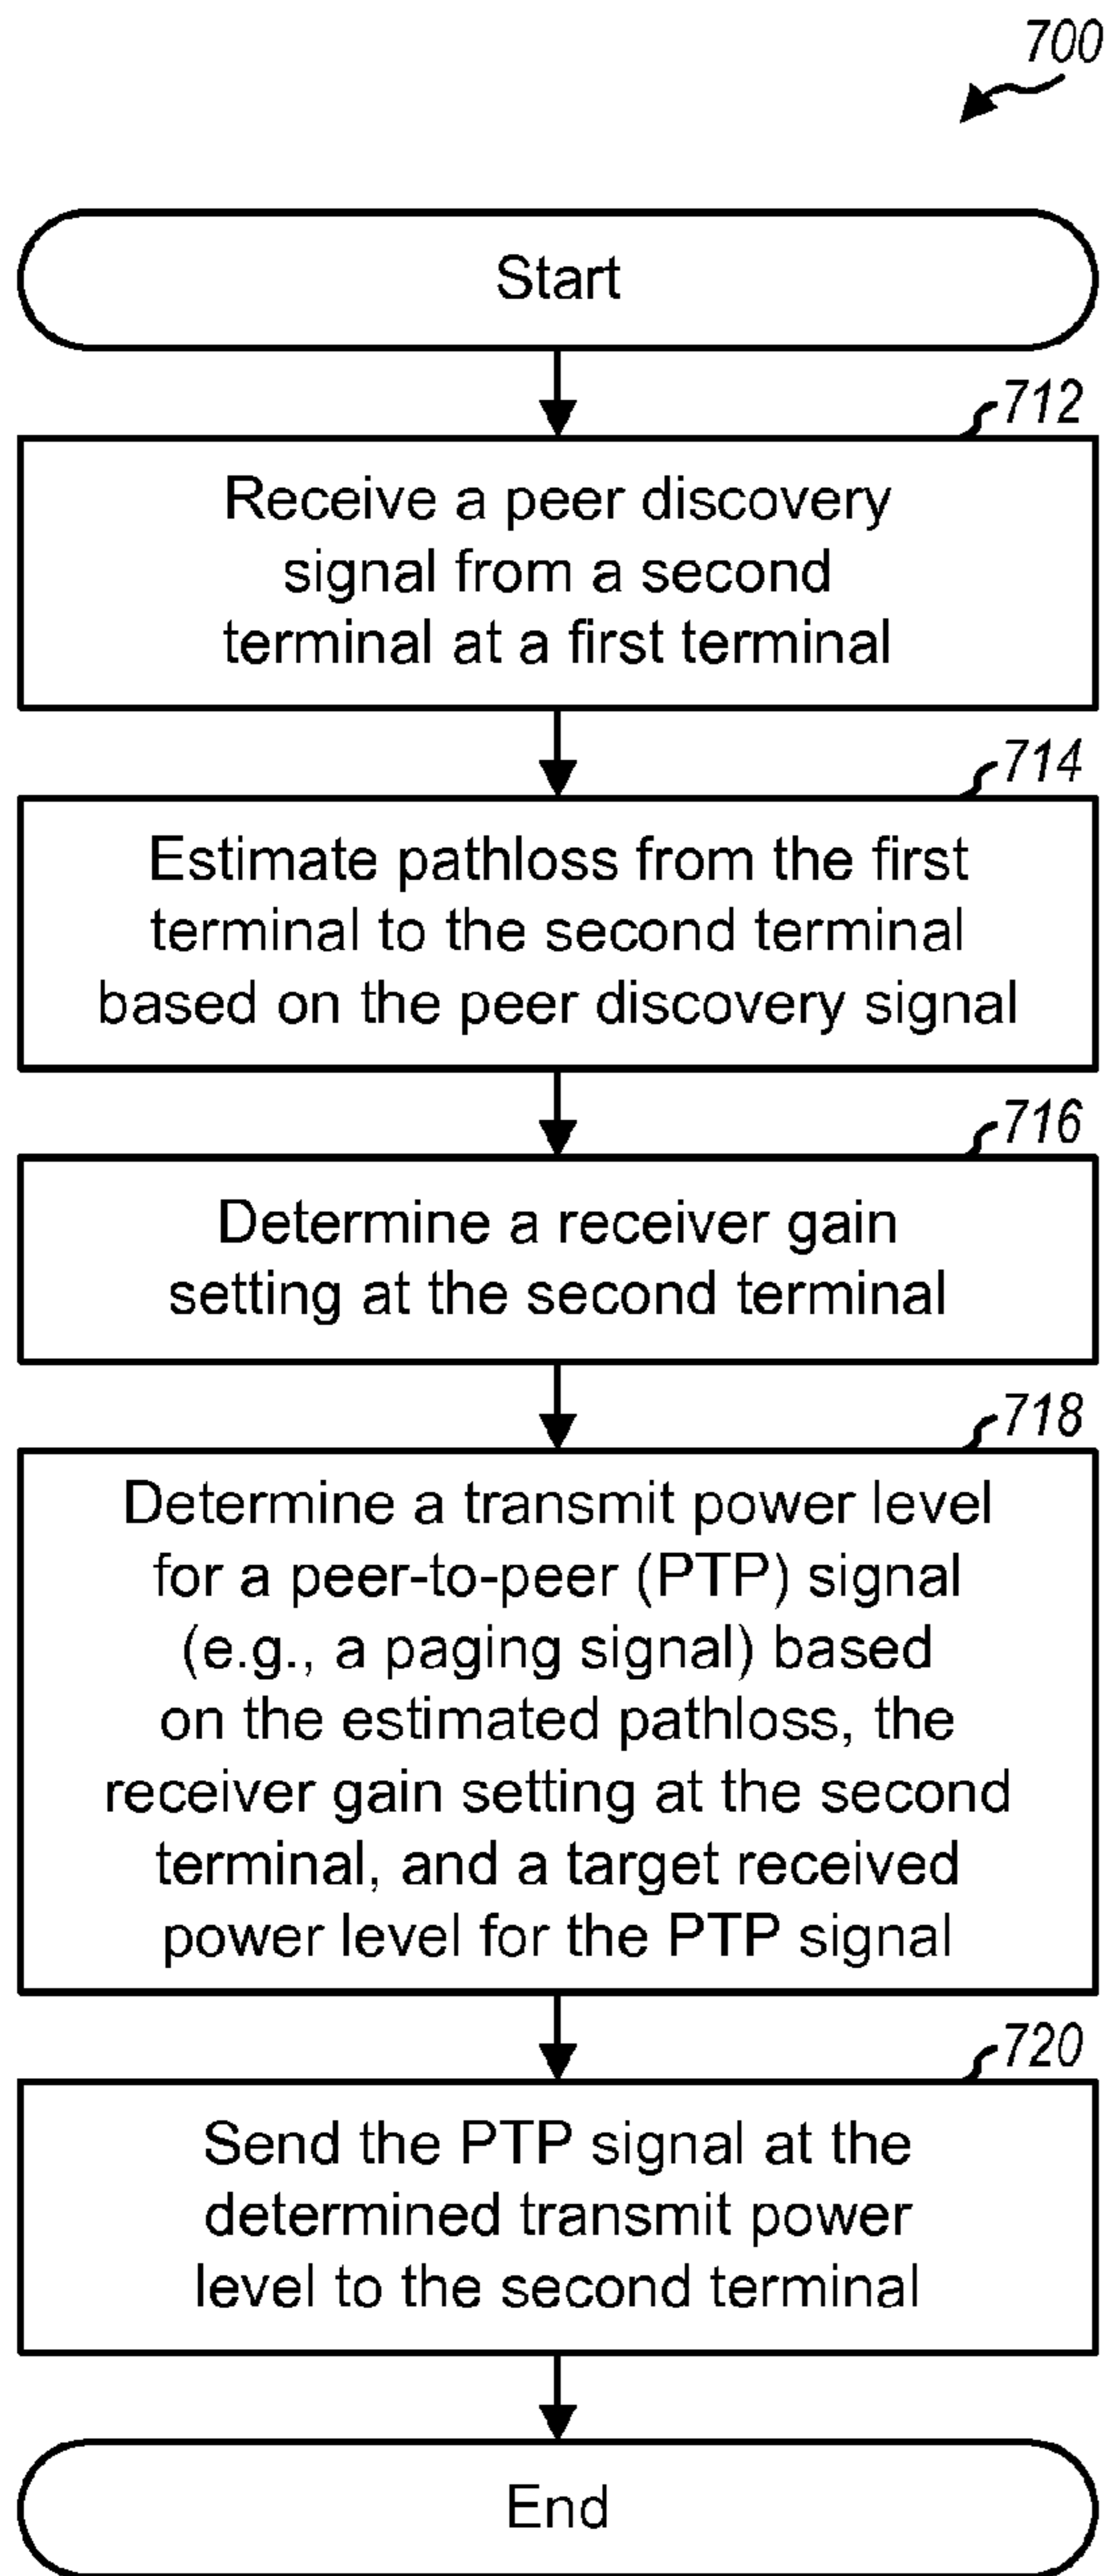 700
Start
712
Receive a peer discovery
signal from a second
terminal at a first terminal
714
Estimate pathloss from the first
terminal to the second terminal
based on the peer discovery signal
716
Determine a receiver gain
setting at the second terminal
718
Determine a transmit power level
for a peer-to-peer (PTP) signal
(e.g., a paging signal) based
on the estimated pathloss, the
receiver gain setting at the second
terminal, and a target received
power level for the PTP signal
720
Send the PTP signal at the
determined transmit power
level to the second terminal
End